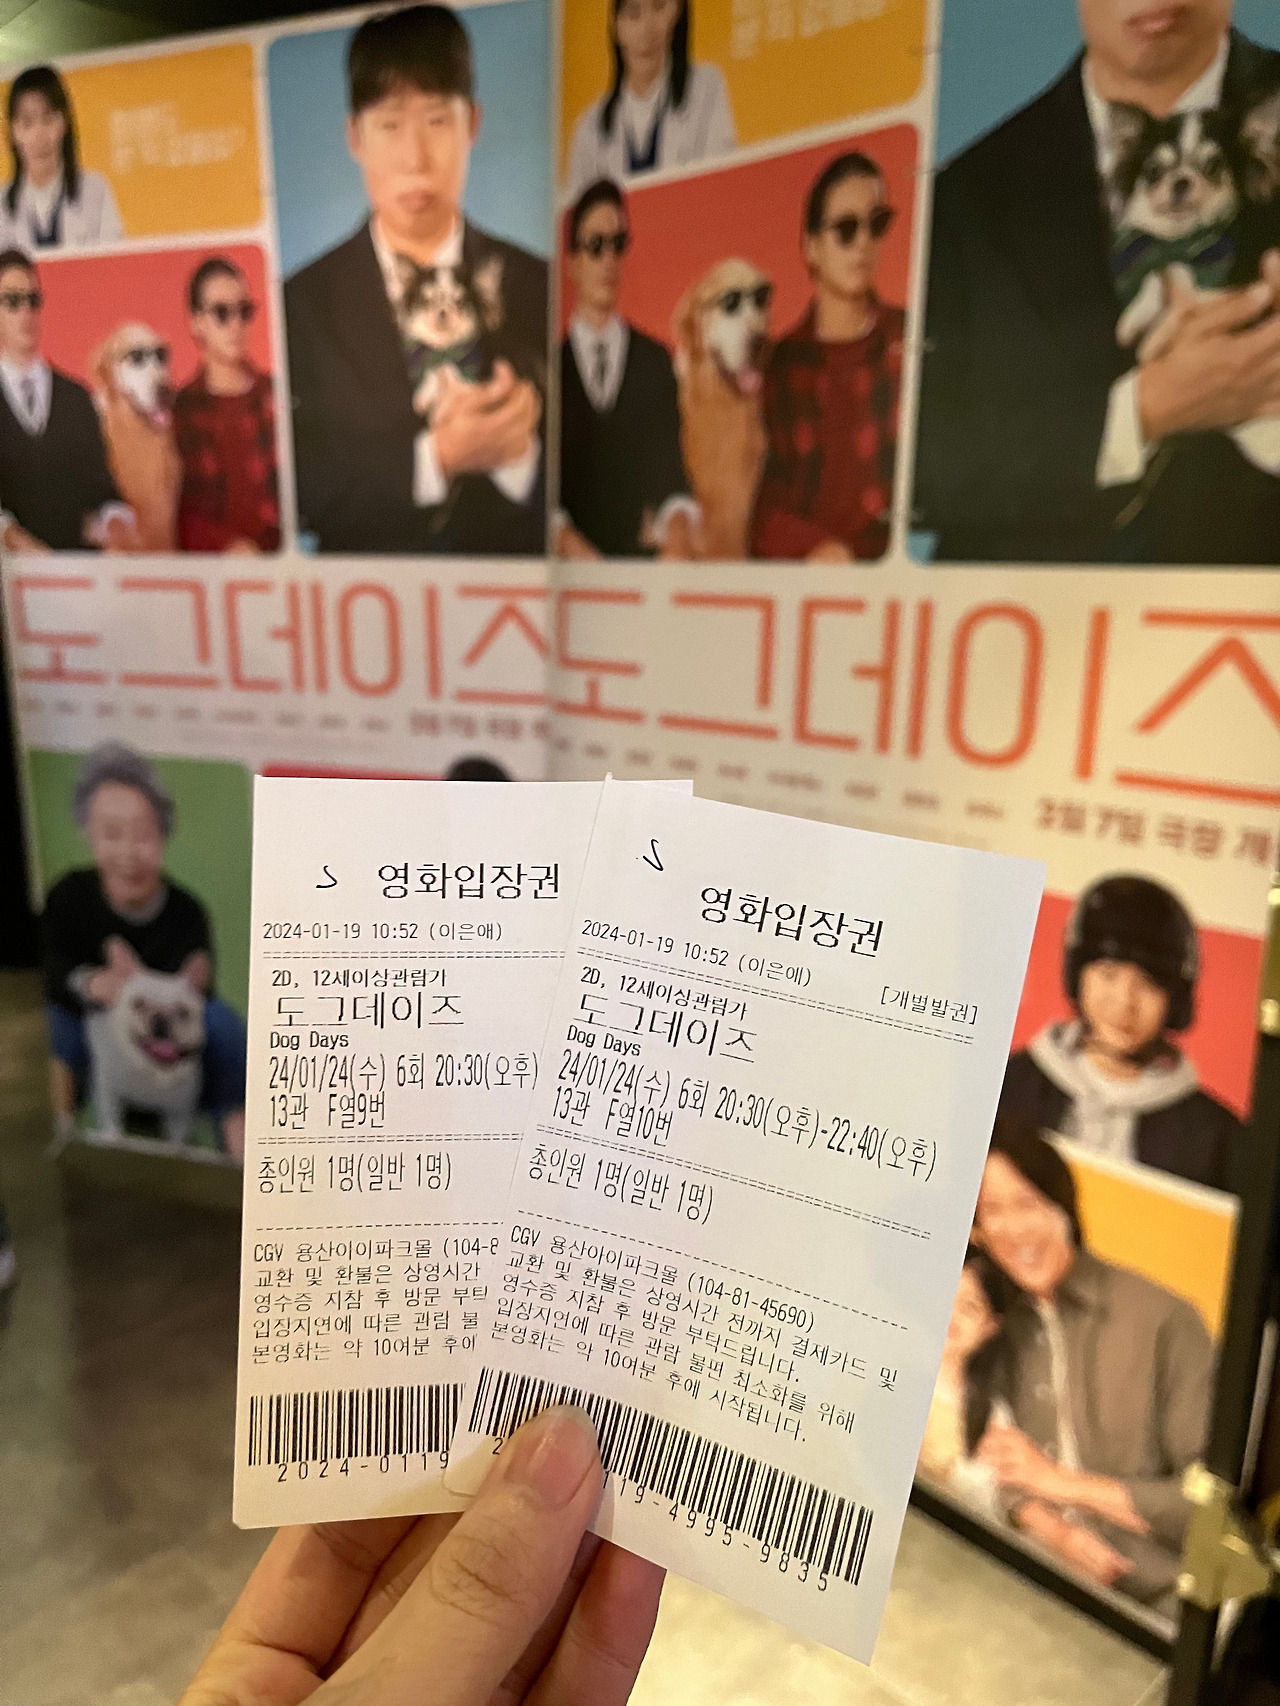 도그데이즈
도그데이즈
2월 7일 극장 개
영화입장권
2024-01-19 10:52 (이은애)
2D, 12세이상관람가
도그데이즈
Dog Days
24/01/24(수) 6회 20:30(오후)
13관 F열9번
총인원 1명(일반 1명)
CGV 용산아이파크몰 (104-8
교환 및 환불은 상영시간
영수증 지참 후 방문 부탁
입장지연에 따른 관람 불
본영화는 약 10여분 후에
2024-0119
영화입장권
2024-01-19 10:52 (이은애)
[개별발권]
2D, 12세이상관람가
도그데이즈
Dog Days
24/01/24(수) 6회 20:30(오후)-22:40(오후)
13관 F열10번
총인원 1명(일반 1명)
CGV 용산아이파크몰 (104-81-45690)
교환 및 환불은 상영시간 전까지 결제카드 및
영수증 지참 후 방문 부탁드립니다.
입장지연에 따른 관람 불편 최소화를 위해
본영화는 약 10여분 후에 시작됩니다.
2 119-4995-9835